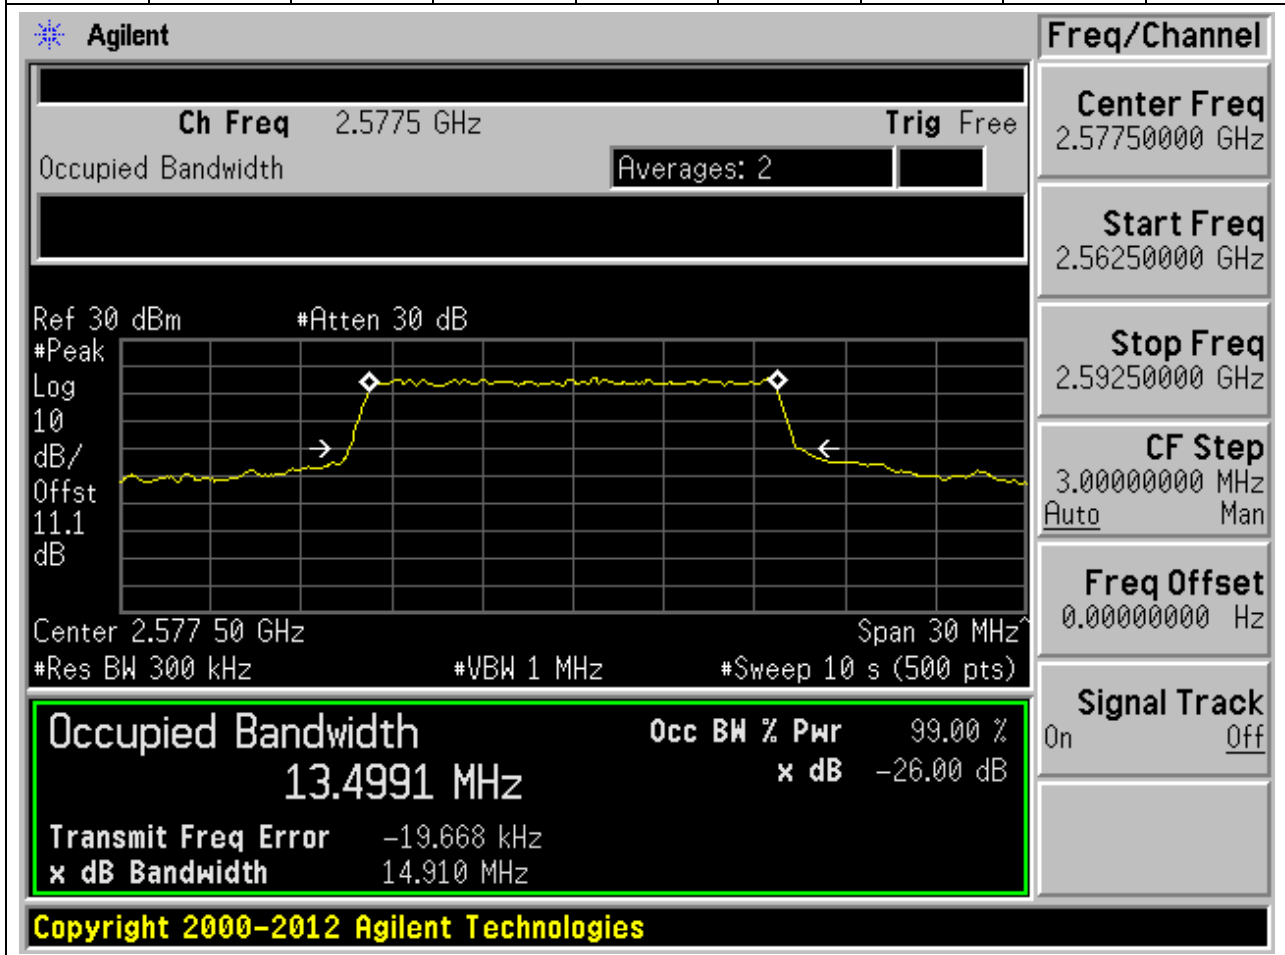 Agilent
Freq/Channel
Ch Freq 2.5775 GHz Trig Free
Occupied Bandwidth Averages: 2
Center Freq
2.57750000 GHz
Start Freq
2.56250000 GHz
Stop Freq
2.59250000 GHz
CF Step
3.00000000 MHz
Auto Man
Freq Offset
0.00000000 Hz
Signal Track
On Off
Ref 30 dBm #Atten 30 dB
#Peak
Log
10
dB/
Offst
11.1
dB
Center 2.577 50 GHz Span 30 MHz^
#Res BW 300 kHz #VBW 1 MHz #Sweep 10 s (500 pts)
Occupied Bandwidth Occ BW % Pwr 99.00 %
13.4991 MHz x dB -26.00 dB
Transmit Freq Error -19.668 kHz
x dB Bandwidth 14.910 MHz
Copyright 2000-2012 Agilent Technologies